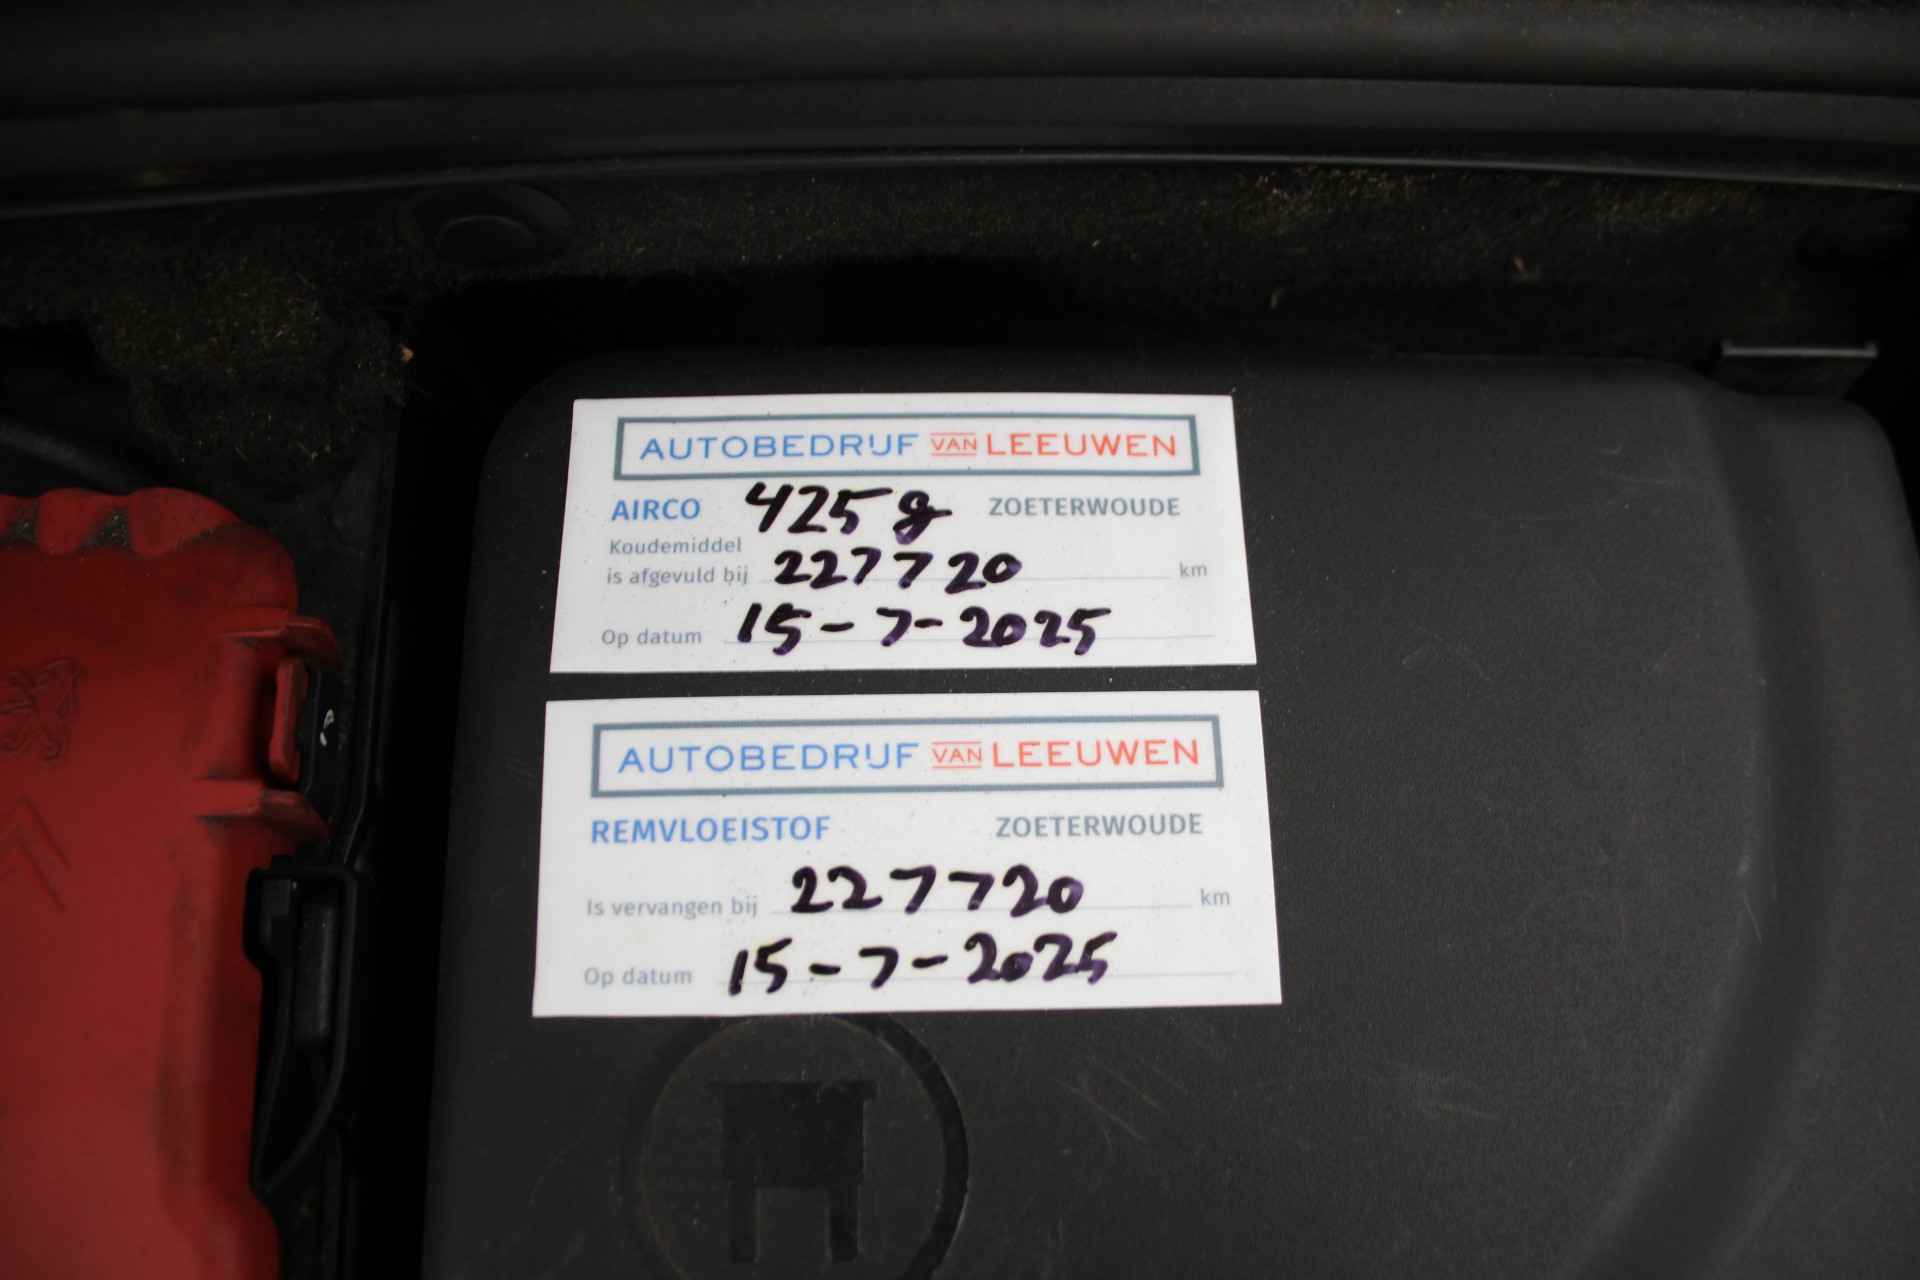 AUTOBEDRIJF VAN LEEUWEN
AIRCO 425 g ZOETERWOUDE
Koudemiddel
is afgevuld bij 227720 km
Op datum 15-7-2025
AUTOBEDRIJF VAN LEEUWEN
REMVLOEISTOF ZOETERWOUDE
Is vervangen bij 227720 km
Op datum 15-7-2025